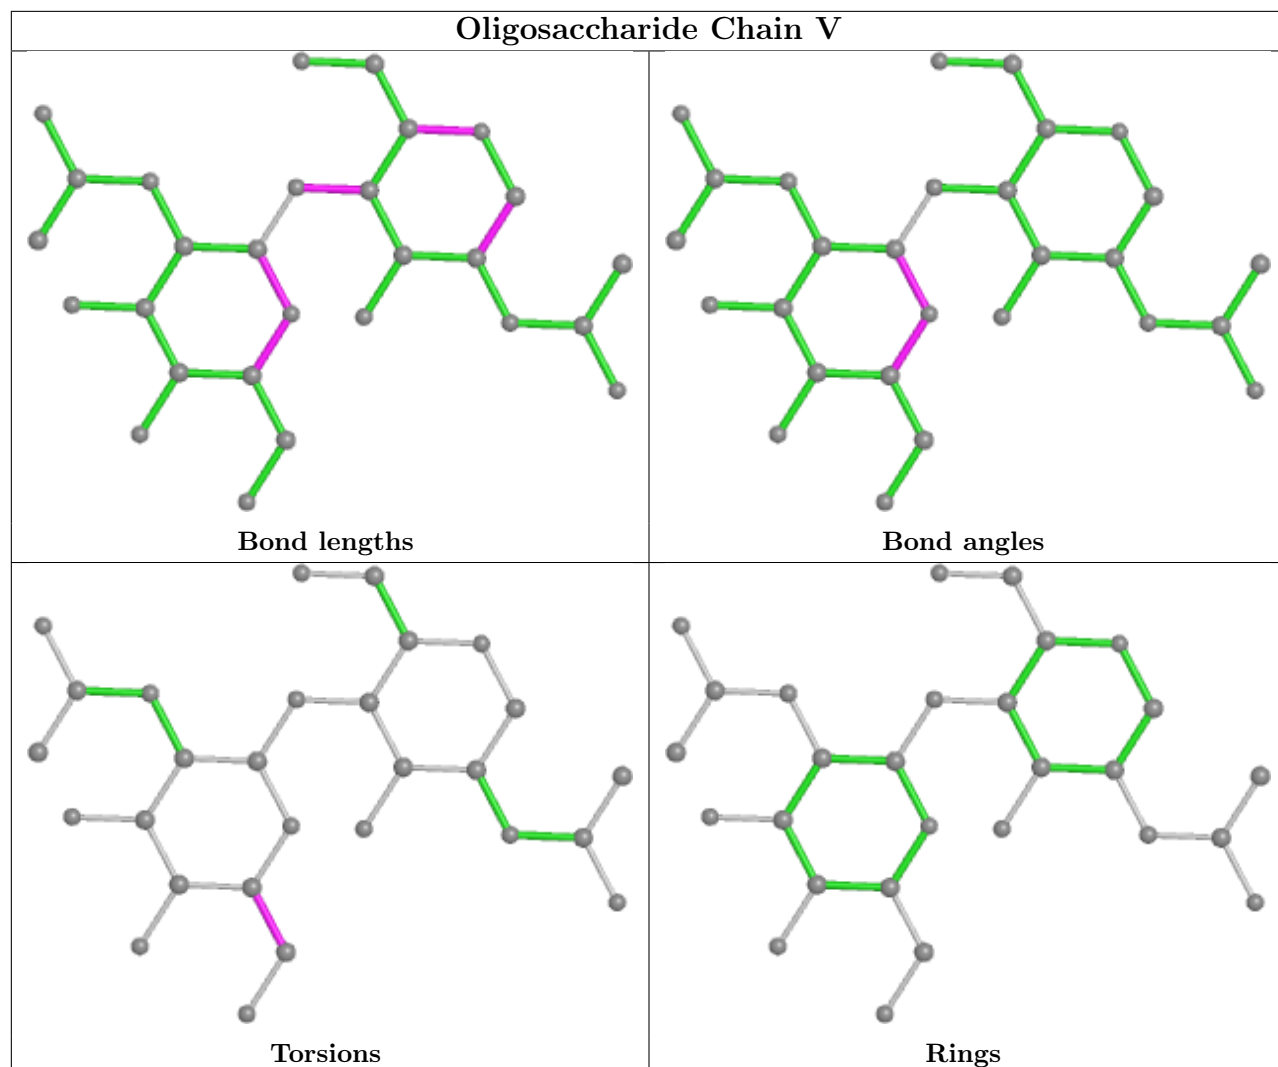 Oligosaccharide Chain V
Bond lengths
Bond angles
Torsions
Rings